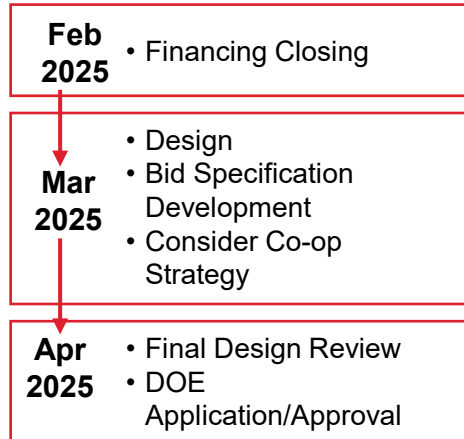 Feb
2025
• Financing Closing
Mar
2025
• Design
• Bid Specification
Development
• Consider Co-op
Strategy
Apr
2025
• Final Design Review
• DOE
Application/Approval